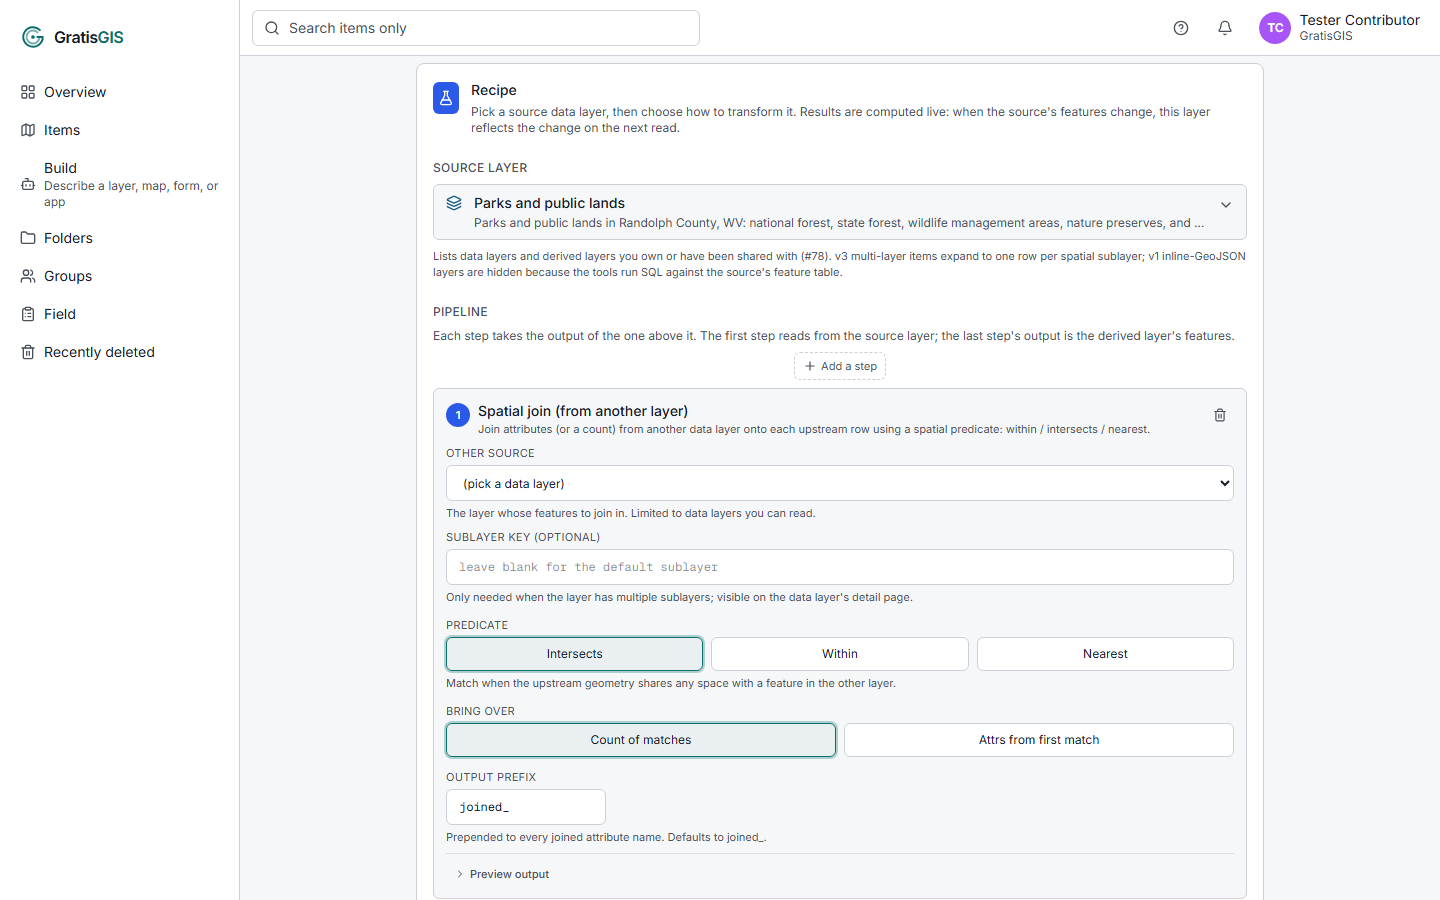 GratisGIS
Search items only
TC
Tester Contributor
GratisGIS
Overview
Items
Build
Describe a layer, map, form, or
app
Folders
Groups
Field
Recently deleted
Recipe
Pick a source data layer, then choose how to transform it. Results are computed live: when the source's features change, this layer
reflects the change on the next read.
SOURCE LAYER
Parks and public lands
Parks and public lands in Randolph County, WV: national forest, state forest, wildlife management areas, nature preserves, and ...
Lists data layers and derived layers you own or have been shared with (#78). v3 multi-layer items expand to one row per spatial sublayer; v1 inline-GeoJSON
layers are hidden because the tools run SQL against the source's feature table.
PIPELINE
Each step takes the output of the one above it. The first step reads from the source layer; the last step's output is the derived layer's features.
Add a step
1
Spatial join (from another layer)
Join attributes (or a count) from another data layer onto each upstream row using a spatial predicate: within / intersects / nearest.
OTHER SOURCE
(pick a data layer)
The layer whose features to join in. Limited to data layers you can read.
SUBLAYER KEY (OPTIONAL)
leave blank for the default sublayer
Only needed when the layer has multiple sublayers; visible on the data layer's detail page.
PREDICATE
Intersects
Within
Nearest
Match when the upstream geometry shares any space with a feature in the other layer.
BRING OVER
Count of matches
Attrs from first match
OUTPUT PREFIX
joined_
Prepended to every joined attribute name. Defaults to joined_.
Preview output